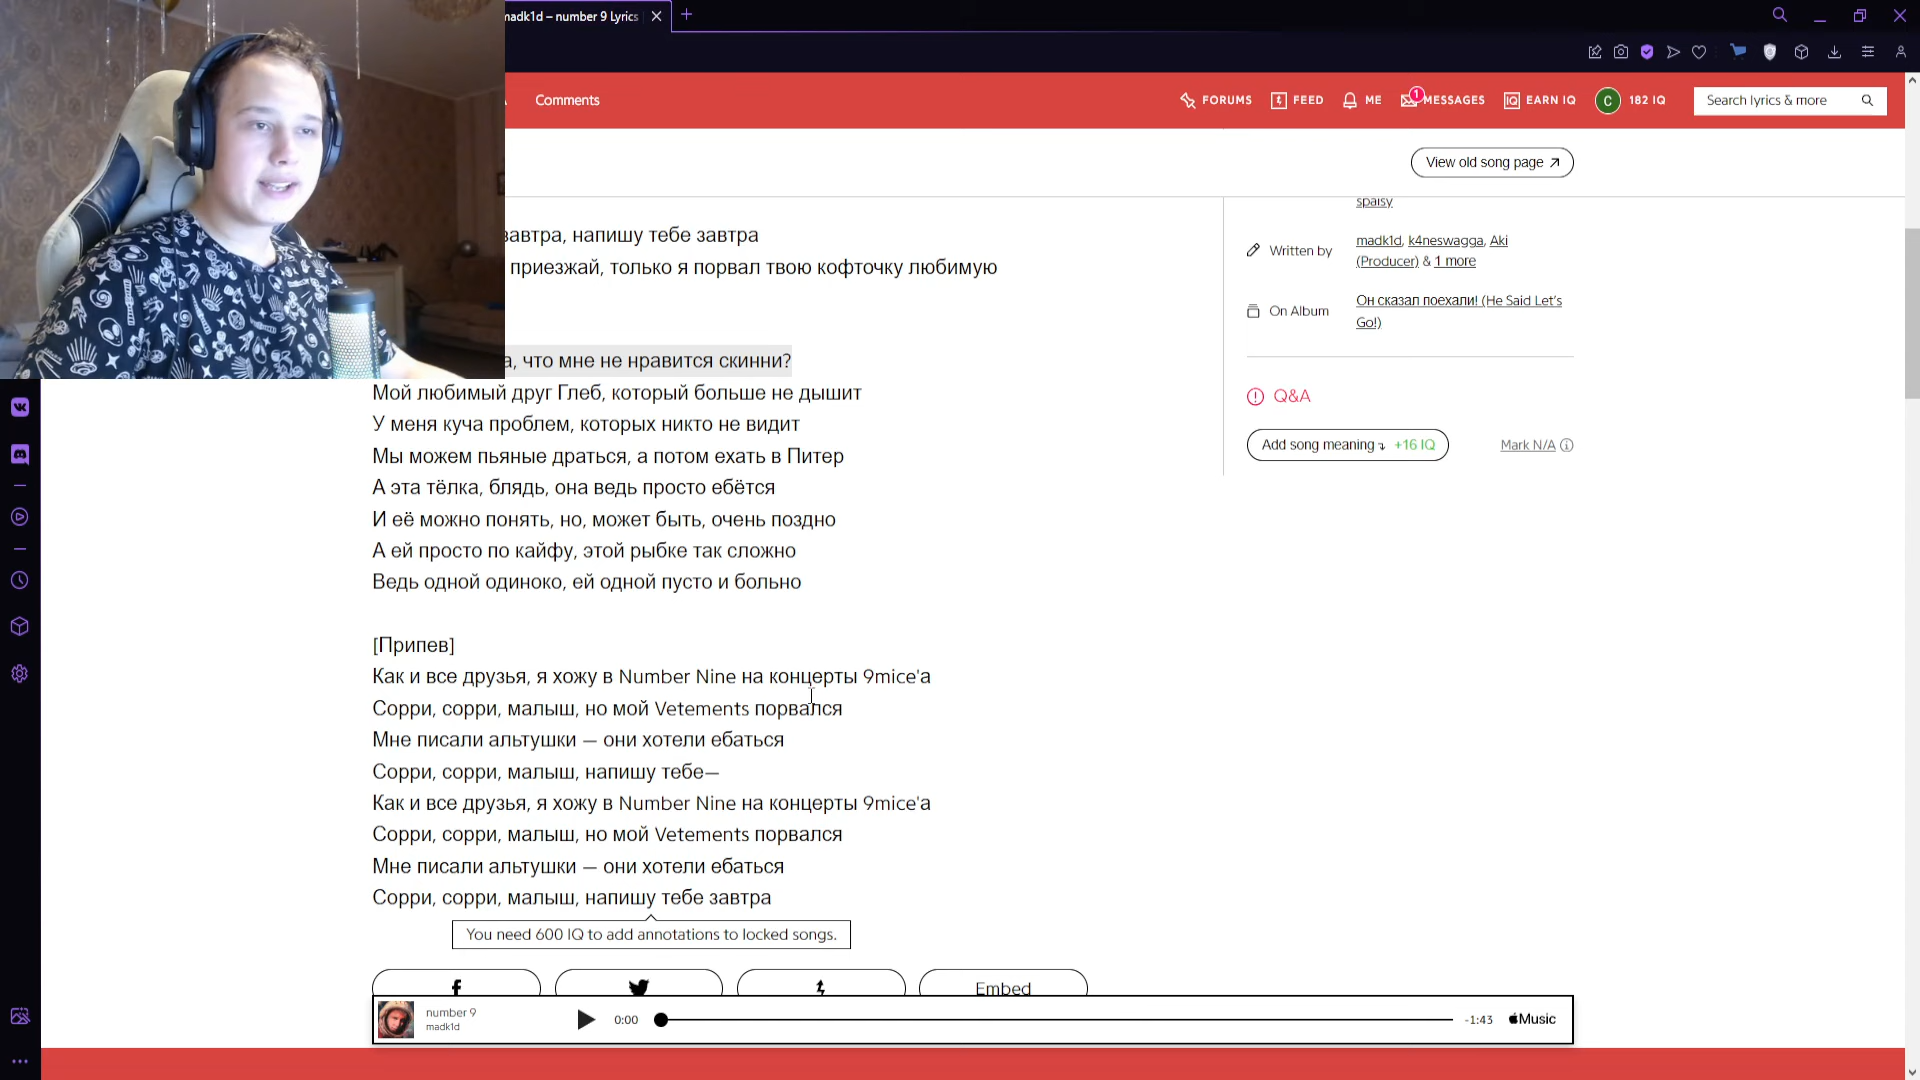 madk1d – number 9 Lyrics
Comments
FORUMS
FEED
ME
1
MESSAGES
IQ
EARN IQ
C
182 IQ
Search lyrics & more
View old song page
завтра, напишу тебе завтра
приезжай, только я порвал твою кофточку любимую
а, что мне не нравится скинни?
Мой любимый друг Глеб, который больше не дышит
У меня куча проблем, которых никто не видит
Мы можем пьяные драться, а потом ехать в Питер
А эта тёлка, блядь, она ведь просто ебётся
И её можно понять, но, может быть, очень поздно
А ей просто по кайфу, этой рыбке так сложно
Ведь одной одиноко, ей одной пусто и больно
[Припев]
Как и все друзья, я хожу в Number Nine на концерты 9mice'а
Сорри, сорри, малыш, но мой Vetements порвался
Мне писали альтушки — они хотели ебаться
Сорри, сорри, малыш, напишу тебе—
Как и все друзья, я хожу в Number Nine на концерты 9mice'а
Сорри, сорри, малыш, но мой Vetements порвался
Мне писали альтушки — они хотели ебаться
Сорри, сорри, малыш, напишу тебе завтра
You need 600 IQ to add annotations to locked songs.
Embed
spaisy
Written by
madk1d, k4neswagga, Aki
(Producer) & 1 more
On Album
Он сказал поехали! (He Said Let's
Go!)
Q&A
Add song meaning +16 IQ
Mark N/A
number 9
madk1d
0:00
-1:43
Music